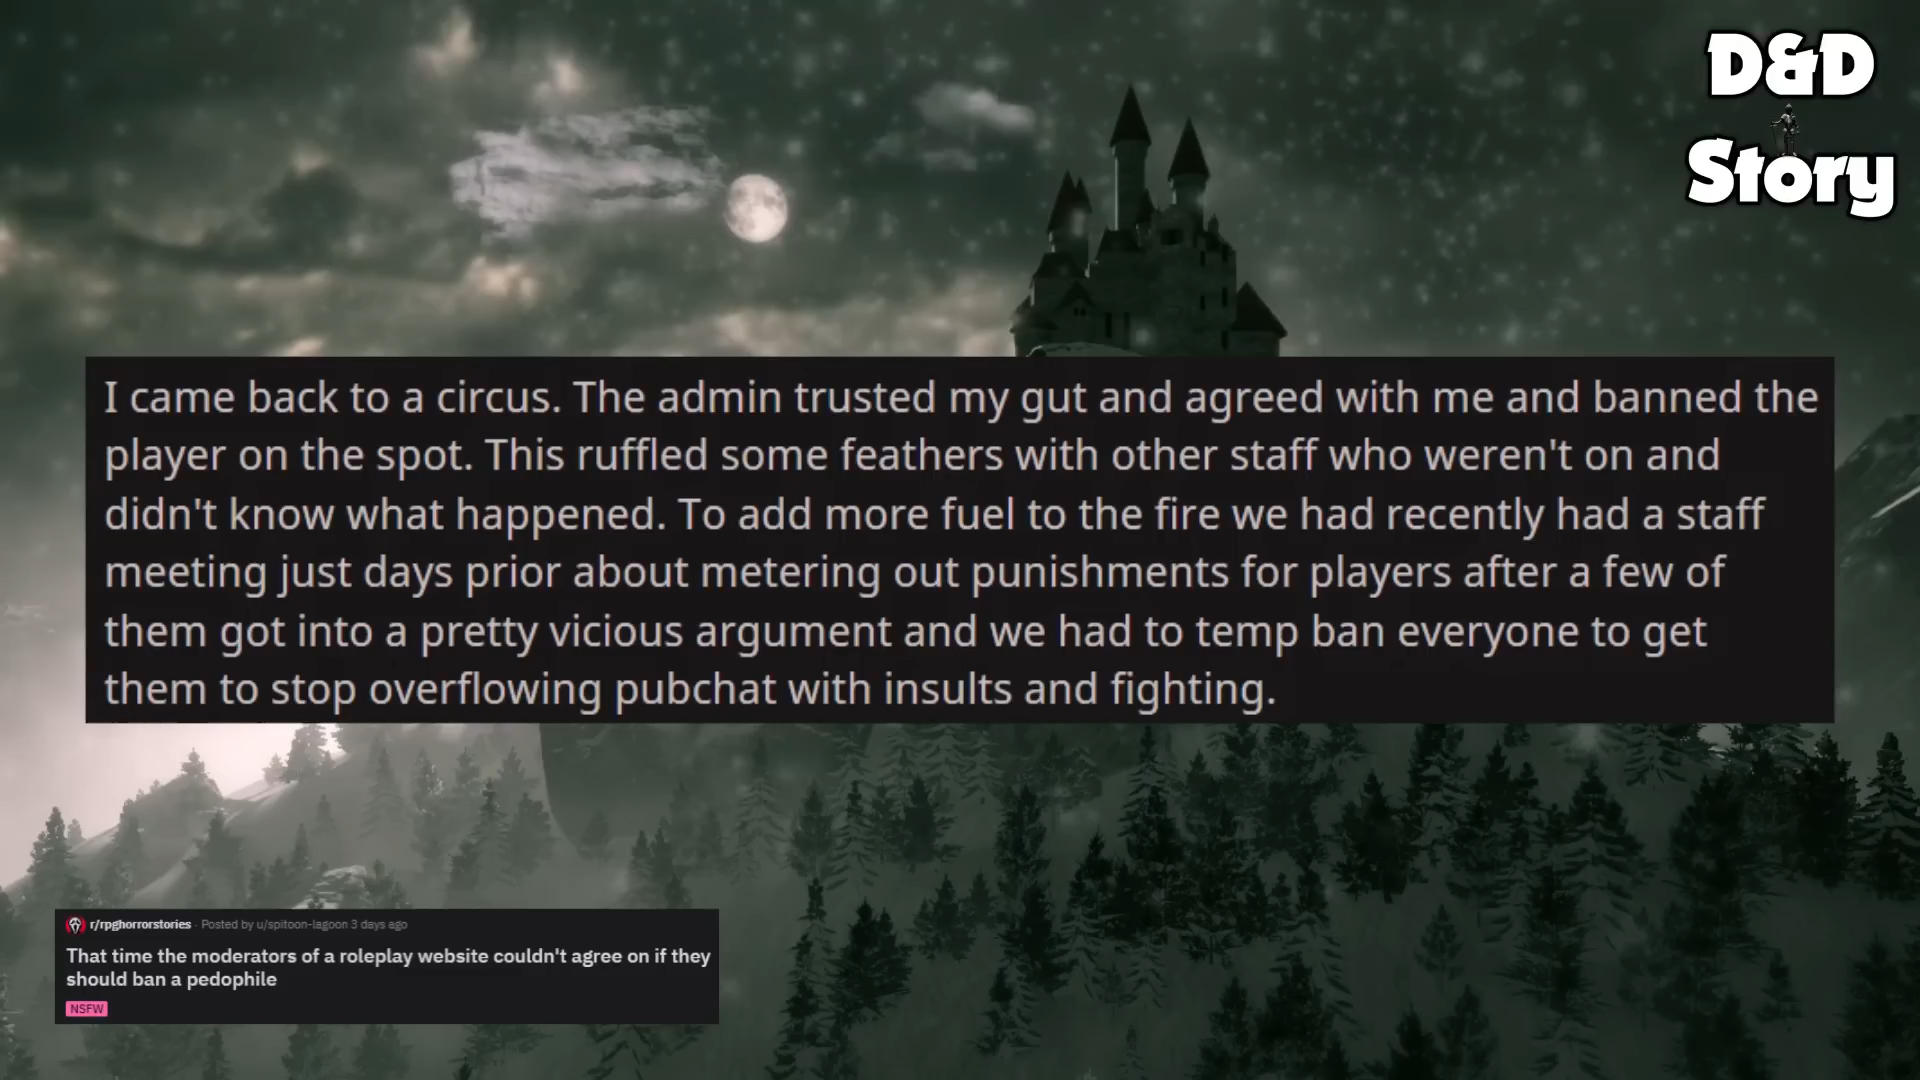 D&D
Story
I came back to a circus. The admin trusted my gut and agreed with me and banned the
player on the spot. This ruffled some feathers with other staff who weren't on and
didn't know what happened. To add more fuel to the fire we had recently had a staff
meeting just days prior about metering out punishments for players after a few of
them got into a pretty vicious argument and we had to temp ban everyone to get
them to stop overflowing pubchat with insults and fighting.
r/rpghorrorstories · Posted by u/spitoon-lagoon 3 days ago
That time the moderators of a roleplay website couldn't agree on if they
should ban a pedophile
NSFW